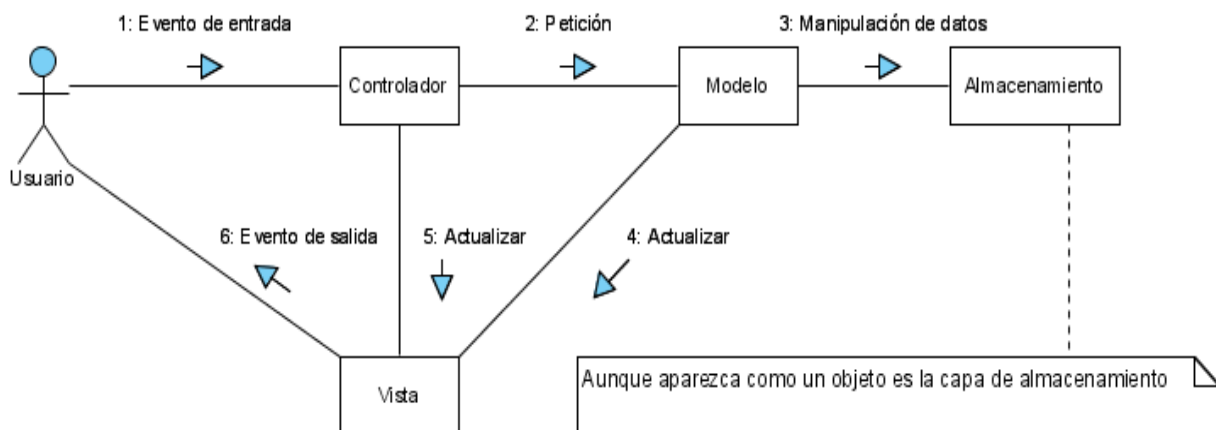 1: Evento de entrada
2: Petición
3: Manipulación de datos
Controlador
Modelo
Almacenamiento
Usuario
6: Evento de salida
5: Actualizar
4: Actualizar
Vista
Aunque aparezca como un objeto es la capa de almacenamiento